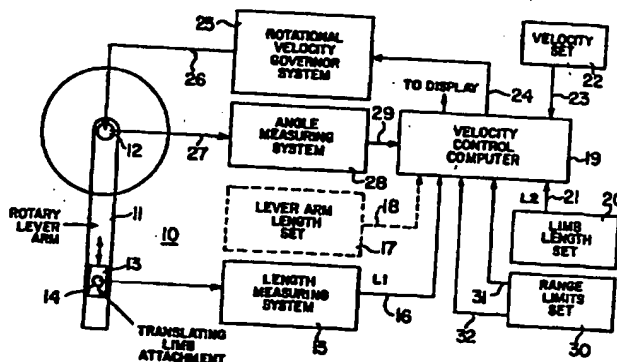 25
ROTATIONAL
VELOCITY
GOVERNOR
SYSTEM
26
VELOCITY
SET
22
TO DISPLAY
24
23
12
27
ANGLE
MEASURING
SYSTEM
28
29
VELOCITY
CONTROL
COMPUTER
19
ROTARY
LEVER
ARM
11
10
LEVER ARM
LENGTH
SET
18
17
L2
21
20
LIMB
LENGTH SET
13
14
LENGTH
MEASURING
SYSTEM
15
L1
16
31
32
RANGE
LIMITS
SET
30
TRANSLATING
LIMB
ATTACHMENT